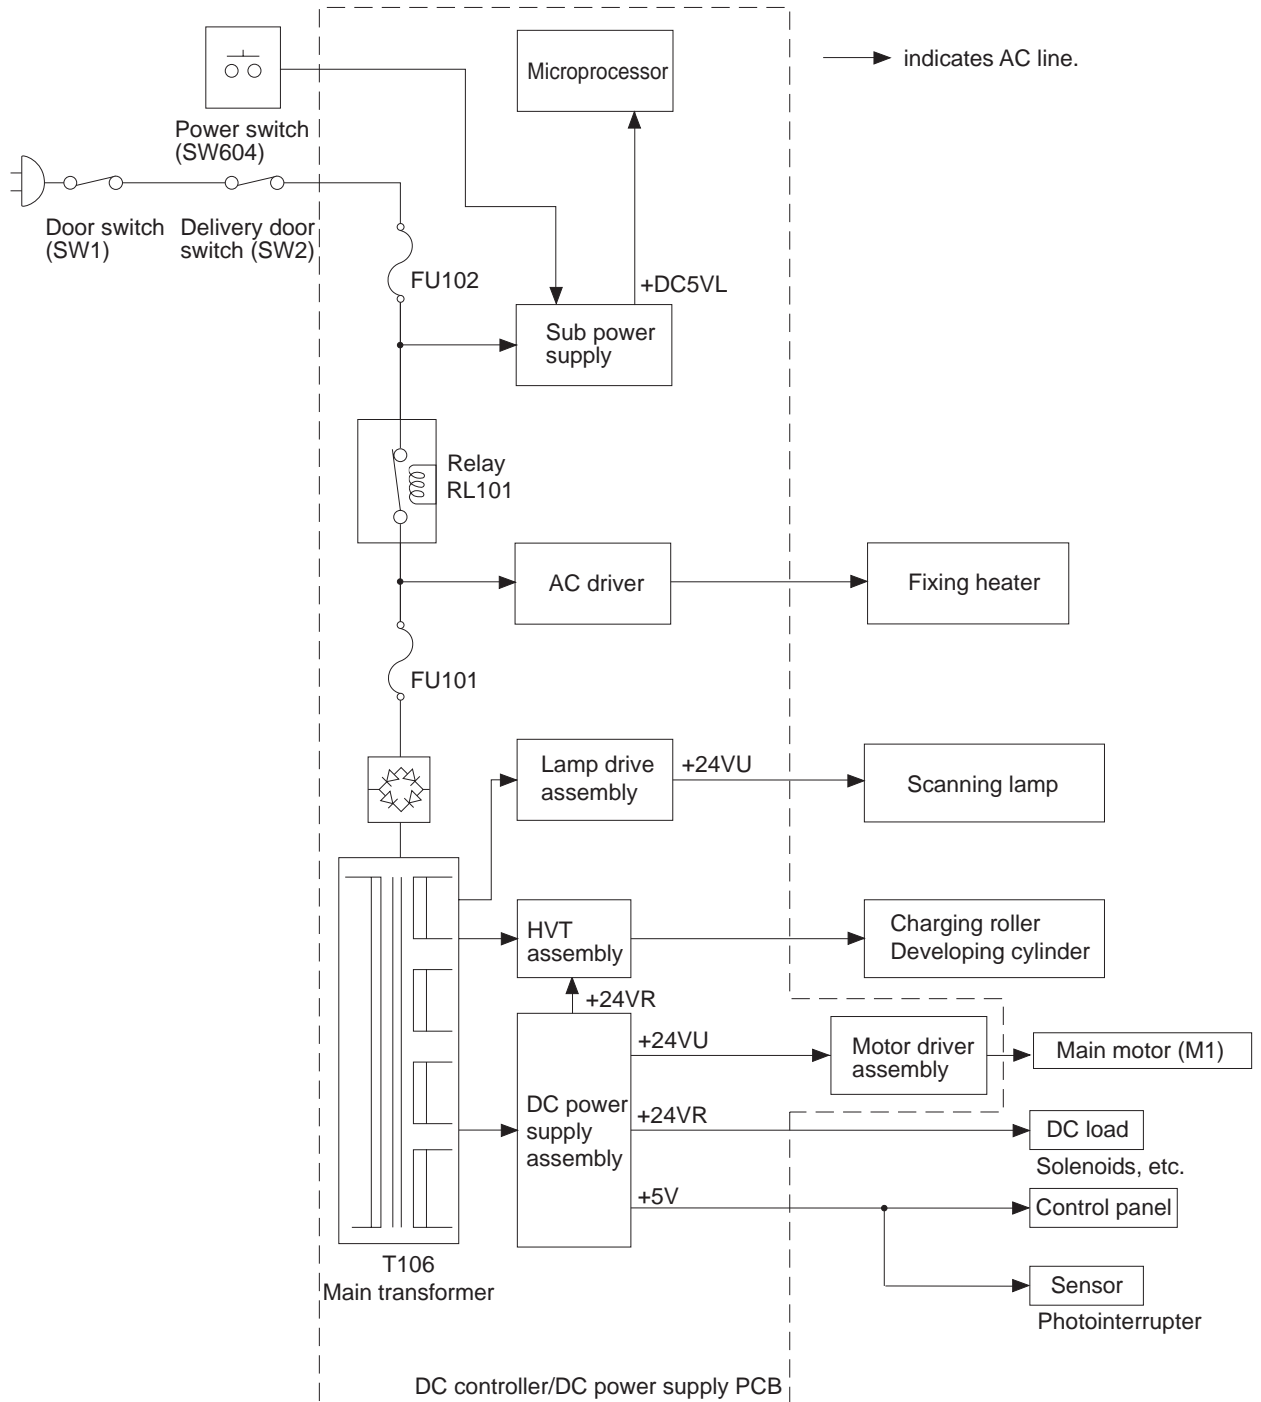 Microprocessor
indicates AC line.
Power switch
(SW604)
Door switch
(SW1)
Delivery door
switch (SW2)
FU102
+DC5VL
Sub power
supply
Relay
RL101
AC driver
Fixing heater
FU101
Lamp drive
assembly
+24VU
Scanning lamp
HVT
assembly
Charging roller
Developing cylinder
+24VR
+24VU
Motor driver
assembly
Main motor (M1)
DC power
supply
assembly
+24VR
DC load
Solenoids, etc.
+5V
Control panel
T106
Main transformer
Sensor
Photointerrupter
DC controller/DC power supply PCB